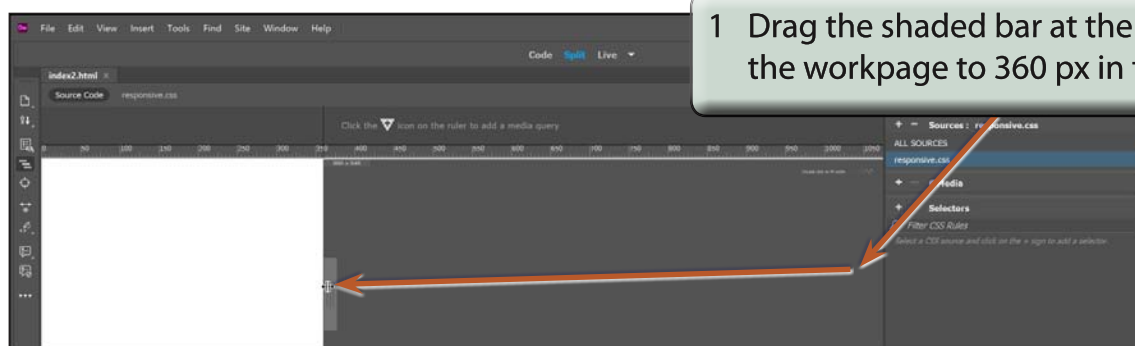 1 Drag the shaded bar at the
the workpage to 360 px in
File Edit View Insert Tools Find Site Window Help
Code Split Live
index2.html ×
Source Code responsive.css
Click the icon on the ruler to add a media query
0 50 100 150 200 250 300 350 400 450 500 550 600 650 700 750 800 850 900 950 1000 1050
+ - Sources : responsive.css
ALL SOURCES
responsive.css
+ - @Media
+ Selectors
Filter CSS Rules
Select a CSS source and click on the + sign to add a selector.